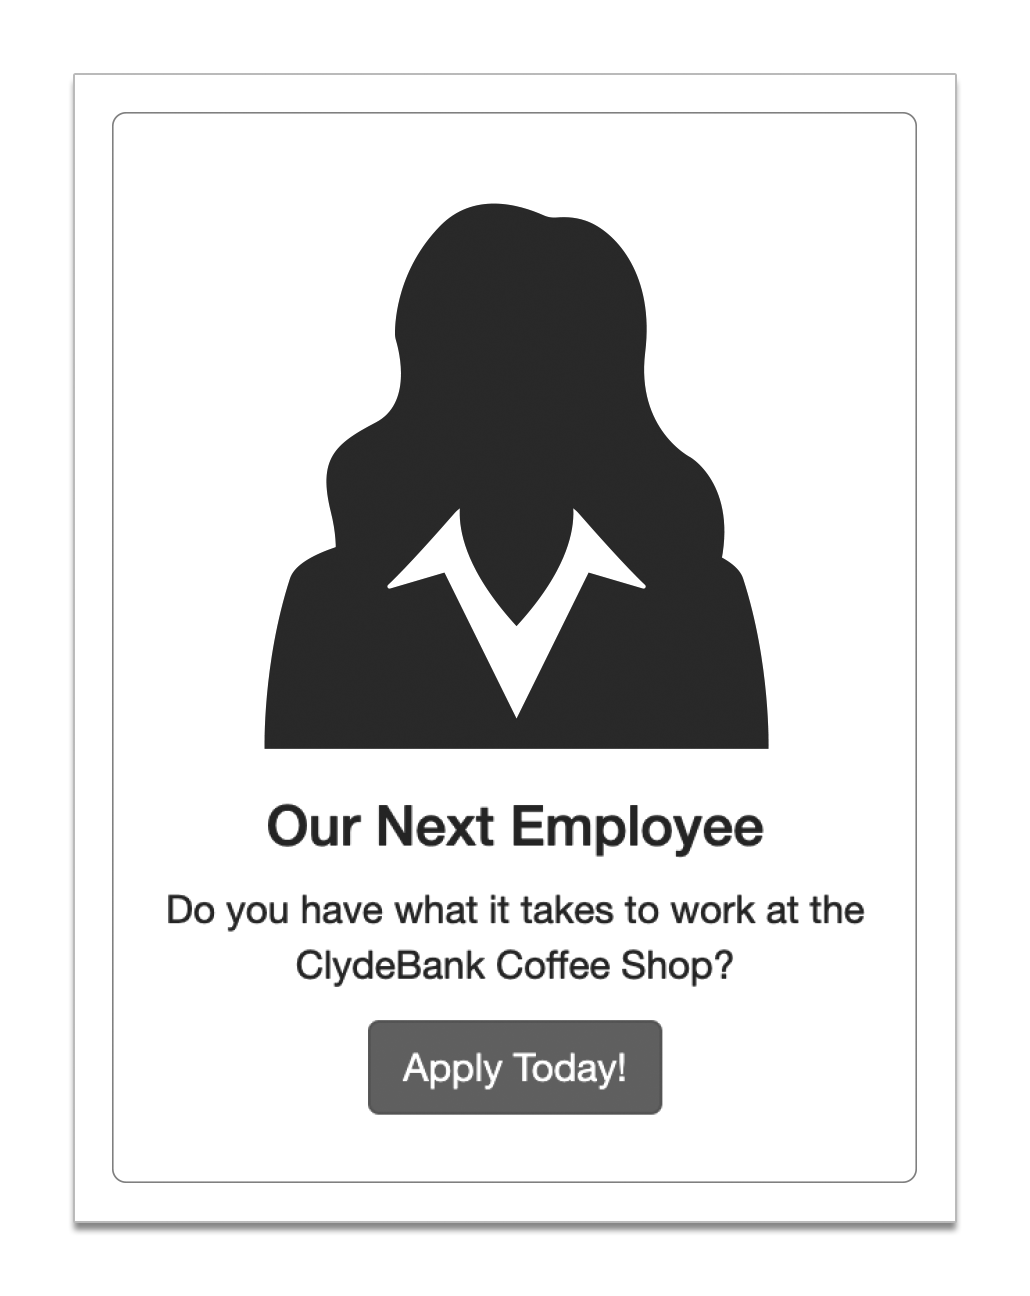 Our Next Employee
Do you have what it takes to work at the
ClydeBank Coffee Shop?
Apply Today!